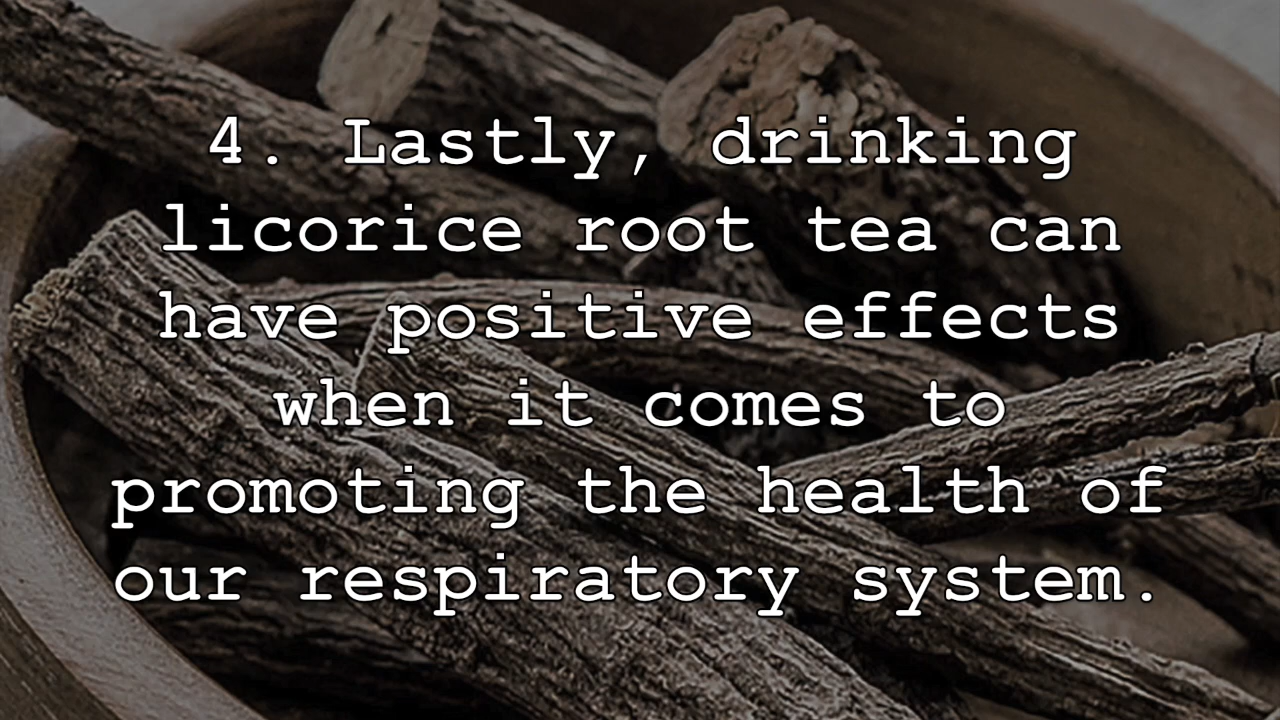 4. Lastly, drinking
licorice root tea can
have positive effects
when it comes to
promoting the health of
our respiratory system.